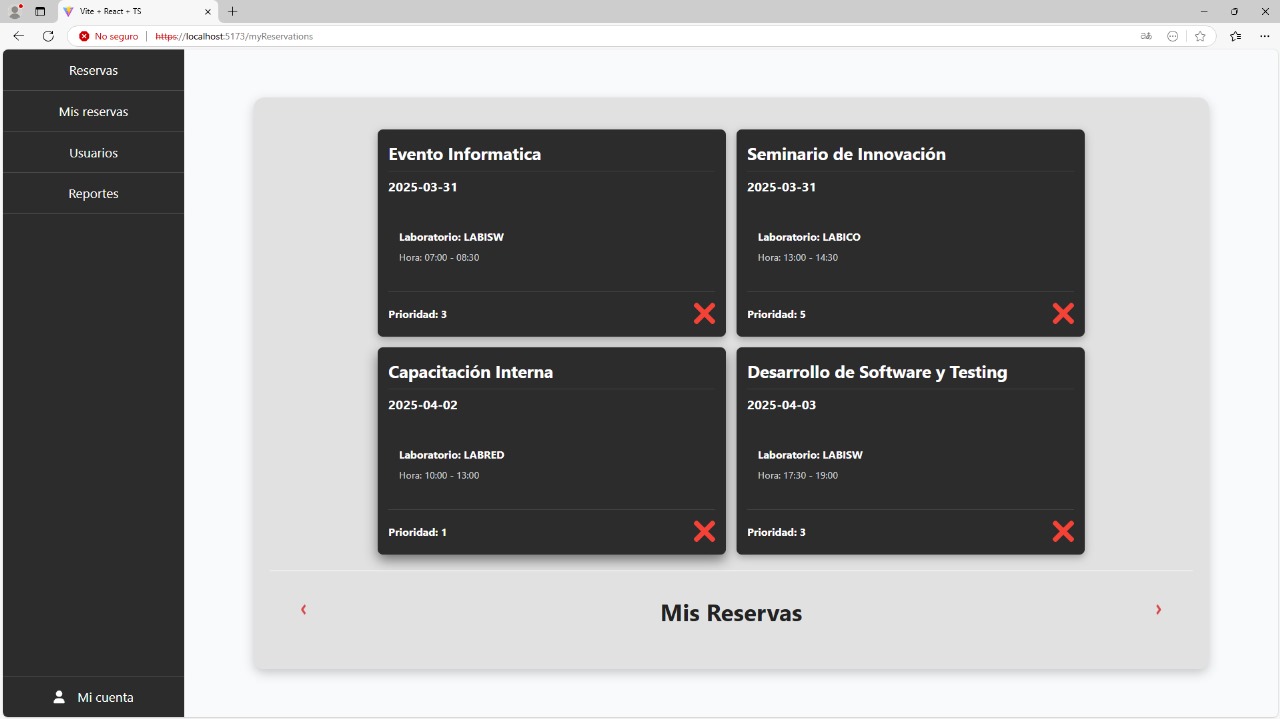 Vite + React + TS
No seguro
https://localhost:5173/myReservations
Reservas
Mis reservas
Usuarios
Reportes
Mi cuenta
Evento Informatica
2025-03-31
Laboratorio: LABISW
Hora: 07:00 - 08:30
Prioridad: 3
Seminario de Innovación
2025-03-31
Laboratorio: LABICO
Hora: 13:00 - 14:30
Prioridad: 5
Capacitación Interna
2025-04-02
Laboratorio: LABRED
Hora: 10:00 - 13:00
Prioridad: 1
Desarrollo de Software y Testing
2025-04-03
Laboratorio: LABISW
Hora: 17:30 - 19:00
Prioridad: 3
Mis Reservas